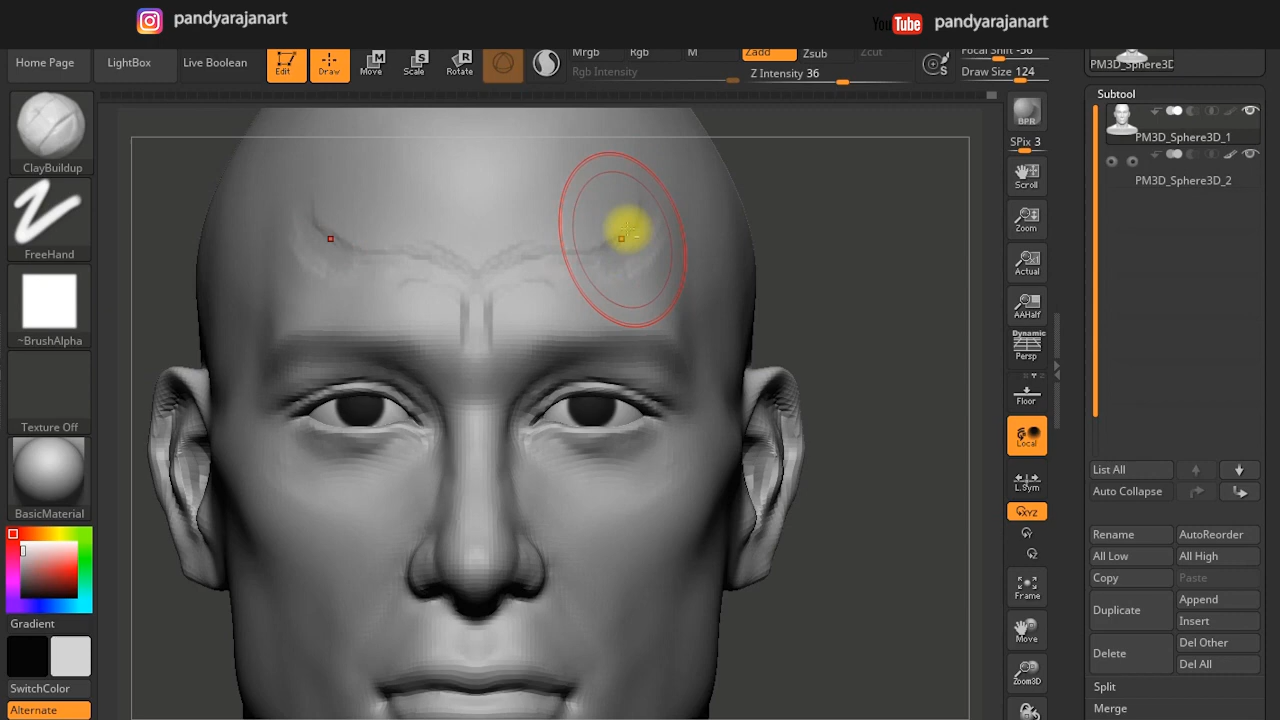 pandyarajanart
YouTube pandyarajanart
Home Page
LightBox
Live Boolean
Edit
Draw
Move
Scale
Rotate
Mrgb
Rgb
M
Zadd
Zsub
Zcut
Rgb Intensity
Z Intensity 36
Focal Shift -56
Draw Size 124
PM3D_Sphere3D
ClayBuildup
FreeHand
~BrushAlpha
Texture Off
BasicMaterial
Gradient
SwitchColor
Alternate
BPR
SPix 3
Scroll
Zoom
Actual
AAHalf
Dynamic
Persp
Floor
Local
L.Sym
XYZ
Frame
Move
Zoom3D
Subtool
PM3D_Sphere3D_1
PM3D_Sphere3D_2
List All
Auto Collapse
Rename
AutoReorder
All Low
All High
Copy
Paste
Duplicate
Append
Insert
Delete
Del Other
Del All
Split
Merge